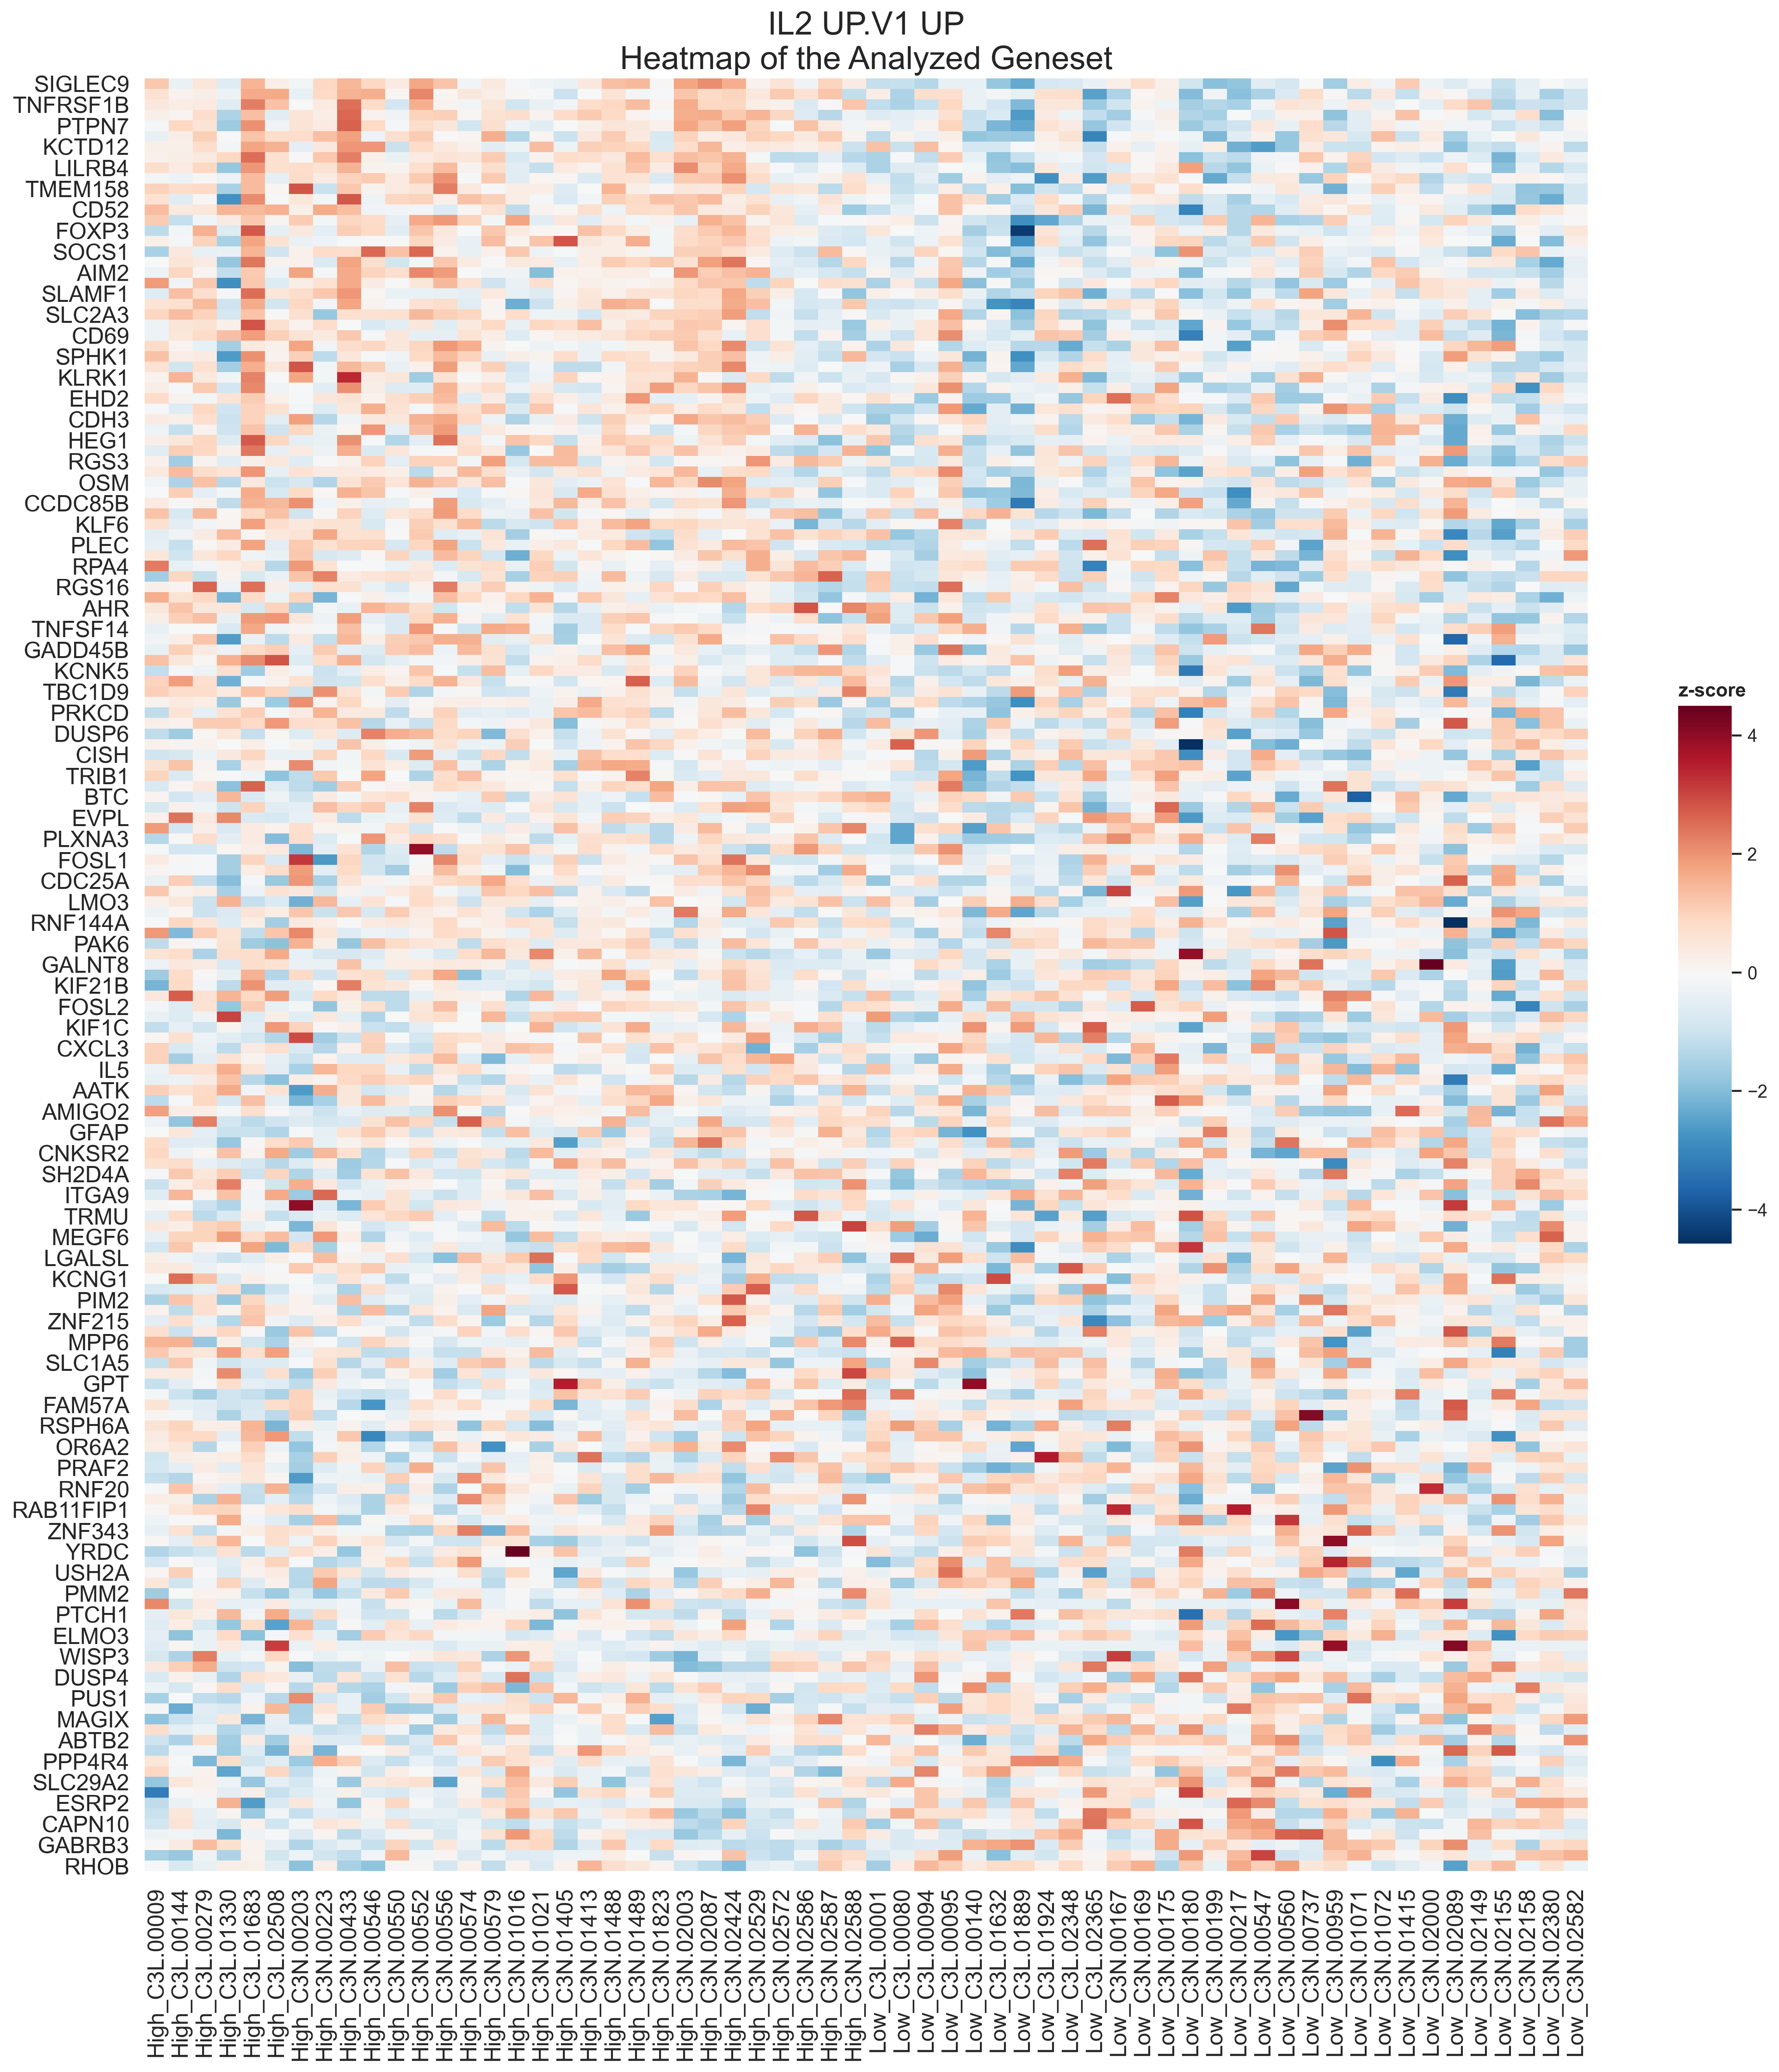 IL2 UP.V1 UP
Heatmap of the Analyzed Geneset
SIGLEC9
TNFRSF1B
PTPN7
KCTD12
LILRB4
TMEM158
CD52
FOXP3
SOCS1
AIM2
SLAMF1
SLC2A3
CD69
SPHK1
KLRK1
EHD2
CDH3
HEG1
RGS3
OSM
CCDC85B
KLF6
PLEC
RPA4
RGS16
AHR
TNFSF14
GADD45B
KCNK5
TBC1D9
PRKCD
DUSP6
CISH
TRIB1
BTC
EVPL
PLXNA3
FOSL1
CDC25A
LMO3
RNF144A
PAK6
GALNT8
KIF21B
FOSL2
KIF1C
CXCL3
IL5
AATK
AMIGO2
GFAP
CNKSR2
SH2D4A
ITGA9
TRMU
MEGF6
LGALSL
KCNG1
PIM2
ZNF215
MPP6
SLC1A5
GPT
FAM57A
RSPH6A
OR6A2
PRAF2
RNF20
RAB11FIP1
ZNF343
YRDC
USH2A
PMM2
PTCH1
ELMO3
WISP3
DUSP4
PUS1
MAGIX
ABTB2
PPP4R4
SLC29A2
ESRP2
CAPN10
GABRB3
RHOB
High_C3L.00009
High_C3L.00144
High_C3L.00279
High_C3L.01330
High_C3L.01683
High_C3L.02508
High_C3N.00203
High_C3N.00223
High_C3N.00433
High_C3N.00546
High_C3N.00550
High_C3N.00552
High_C3N.00556
High_C3N.00574
High_C3N.00579
High_C3N.01016
High_C3N.01021
High_C3N.01405
High_C3N.01413
High_C3N.01488
High_C3N.01489
High_C3N.01823
High_C3N.02003
High_C3N.02087
High_C3N.02424
High_C3N.02529
High_C3N.02572
High_C3N.02586
High_C3N.02587
High_C3N.02588
Low_C3L.00001
Low_C3L.00080
Low_C3L.00094
Low_C3L.00095
Low_C3L.00140
Low_C3L.01632
Low_C3L.01889
Low_C3L.01924
Low_C3L.02348
Low_C3L.02365
Low_C3N.00167
Low_C3N.00169
Low_C3N.00175
Low_C3N.00180
Low_C3N.00199
Low_C3N.00217
Low_C3N.00547
Low_C3N.00560
Low_C3N.00737
Low_C3N.00959
Low_C3N.01071
Low_C3N.01072
Low_C3N.01415
Low_C3N.02000
Low_C3N.02089
Low_C3N.02149
Low_C3N.02155
Low_C3N.02158
Low_C3N.02380
Low_C3N.02582
z-score
4
2
0
−2
−4